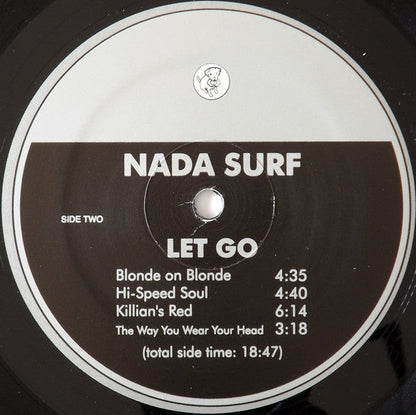 NADA SURF
SIDE TWO
LET GO
Blonde on Blonde 4:35
Hi-Speed Soul 4:40
Killian's Red 6:14
The Way You Wear Your Head 3:18
(total side time: 18:47)